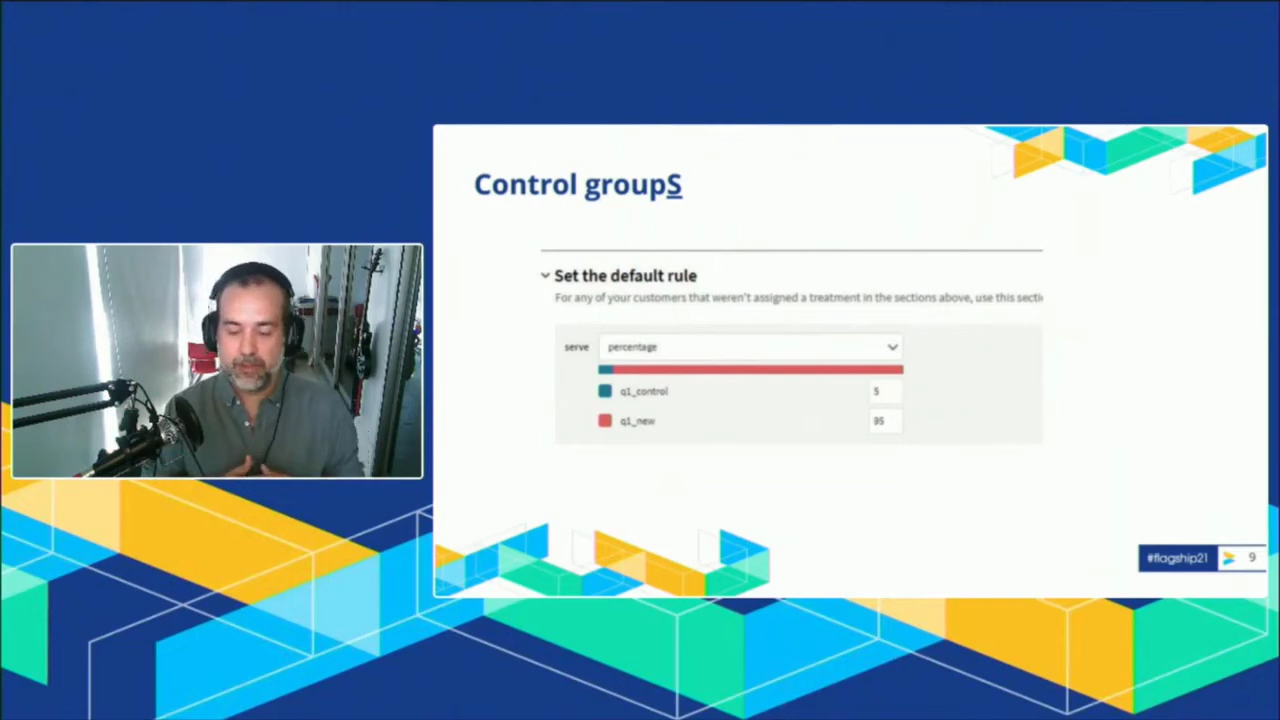 Control groupS
Set the default rule
For any of your customers that weren't assigned a treatment in the sections above, use this secti
serve percentage
q1_control 5
q1_new 95
#flagship21 9